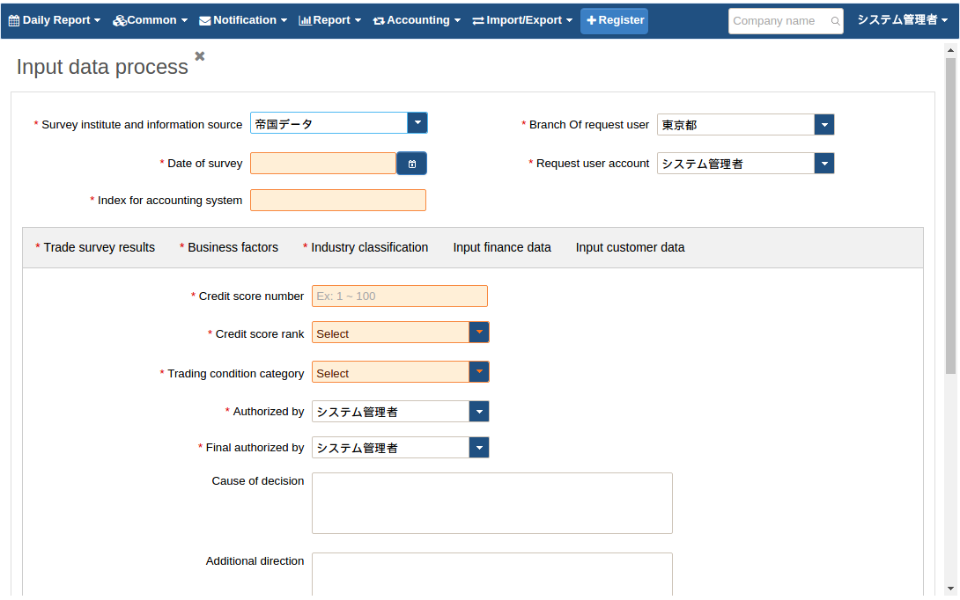 Daily Report Common Notification Report Accounting Import/Export Register Company name システム管理者
Input data process
* Survey institute and information source 帝国データ * Branch Of request user 東京都
* Date of survey * Request user account システム管理者
* Index for accounting system
* Trade survey results * Business factors * Industry classification Input finance data Input customer data
* Credit score number Ex: 1 ~ 100
* Credit score rank Select
* Trading condition category Select
* Authorized by システム管理者
* Final authorized by システム管理者
Cause of decision
Additional direction